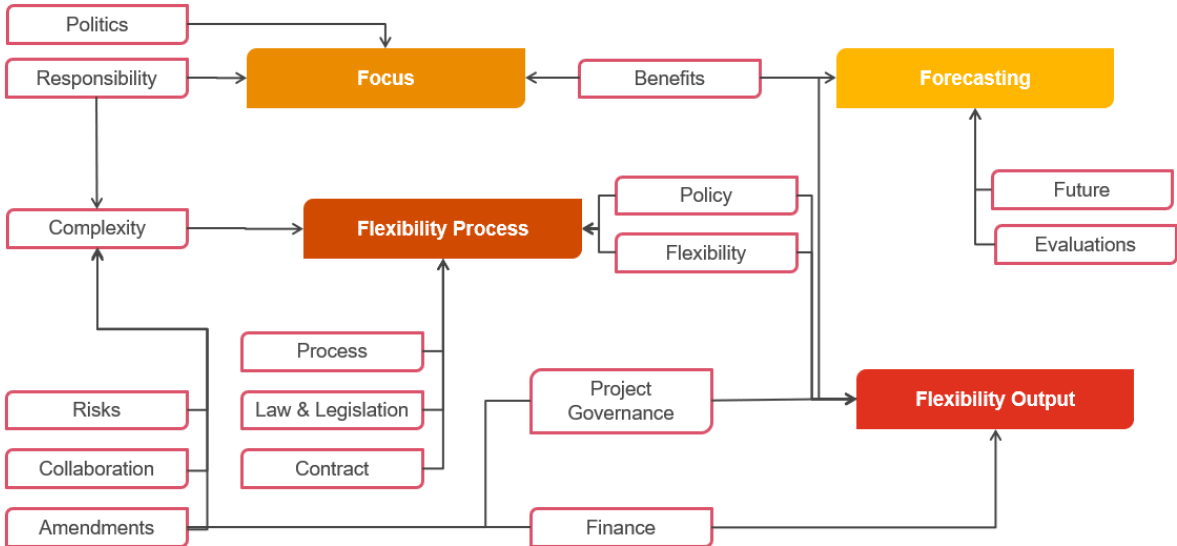 Politics
Responsibility
Focus
Benefits
Forecasting
Policy
Future
Complexity
Flexibility Process
Flexibility
Evaluations
Process
Risks
Law & Legislation
Project
Governance
Flexibility Output
Collaboration
Contract
Amendments
Finance